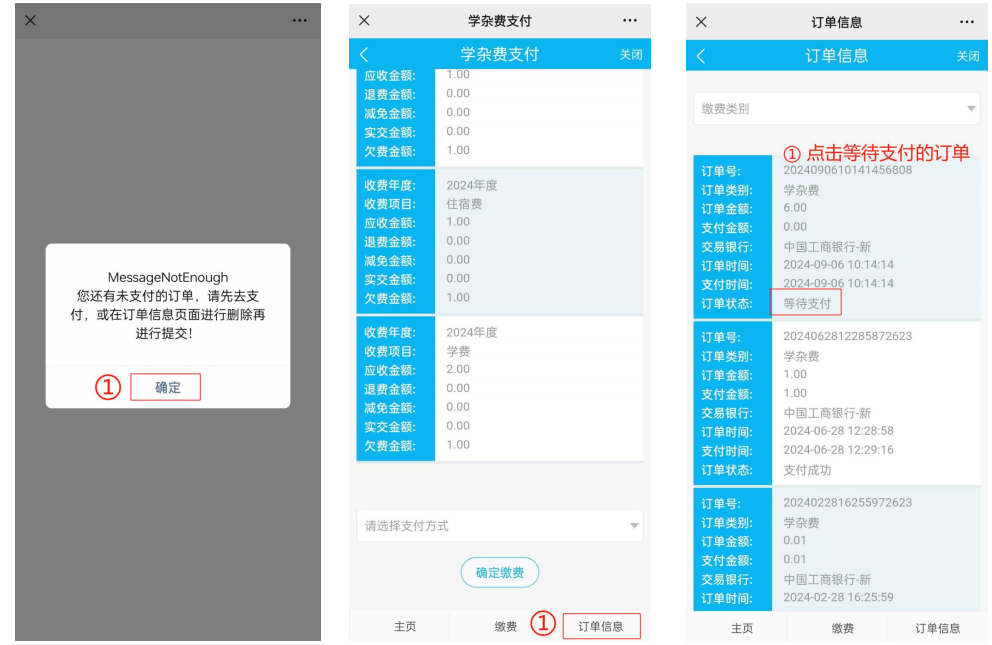 MessageNotEnough
您还有未支付的订单，请先去支
付，或在订单信息页面进行删除再
进行提交！
① 确定
学杂费支付
学杂费支付 关闭
应收金额: 1.00
退费金额: 0.00
减免金额: 0.00
实交金额: 0.00
欠费金额: 1.00
收费年度: 2024年度
收费项目: 住宿费
应收金额: 1.00
退费金额: 0.00
减免金额: 0.00
实交金额: 0.00
欠费金额: 1.00
收费年度: 2024年度
收费项目: 学费
应收金额: 2.00
退费金额: 0.00
减免金额: 0.00
实交金额: 0.00
欠费金额: 1.00
请选择支付方式
确定缴费
主页 缴费 ① 订单信息
订单信息
订单信息 关闭
缴费类别
① 点击等待支付的订单
订单号: 2024090610141456808
订单类别: 学杂费
订单金额: 6.00
支付金额: 0.00
交易银行: 中国工商银行-新
订单时间: 2024-09-06 10:14:14
支付时间: 2024-09-06 10:14:14
订单状态: 等待支付
订单号: 2024062812285872623
订单类别: 学杂费
订单金额: 1.00
支付金额: 1.00
交易银行: 中国工商银行-新
订单时间: 2024-06-28 12:28:58
支付时间: 2024-06-28 12:29:16
订单状态: 支付成功
订单号: 2024022816255972623
订单类别: 学杂费
订单金额: 0.01
支付金额: 0.01
交易银行: 中国工商银行-新
订单时间: 2024-02-28 16:25:59
主页 缴费 订单信息